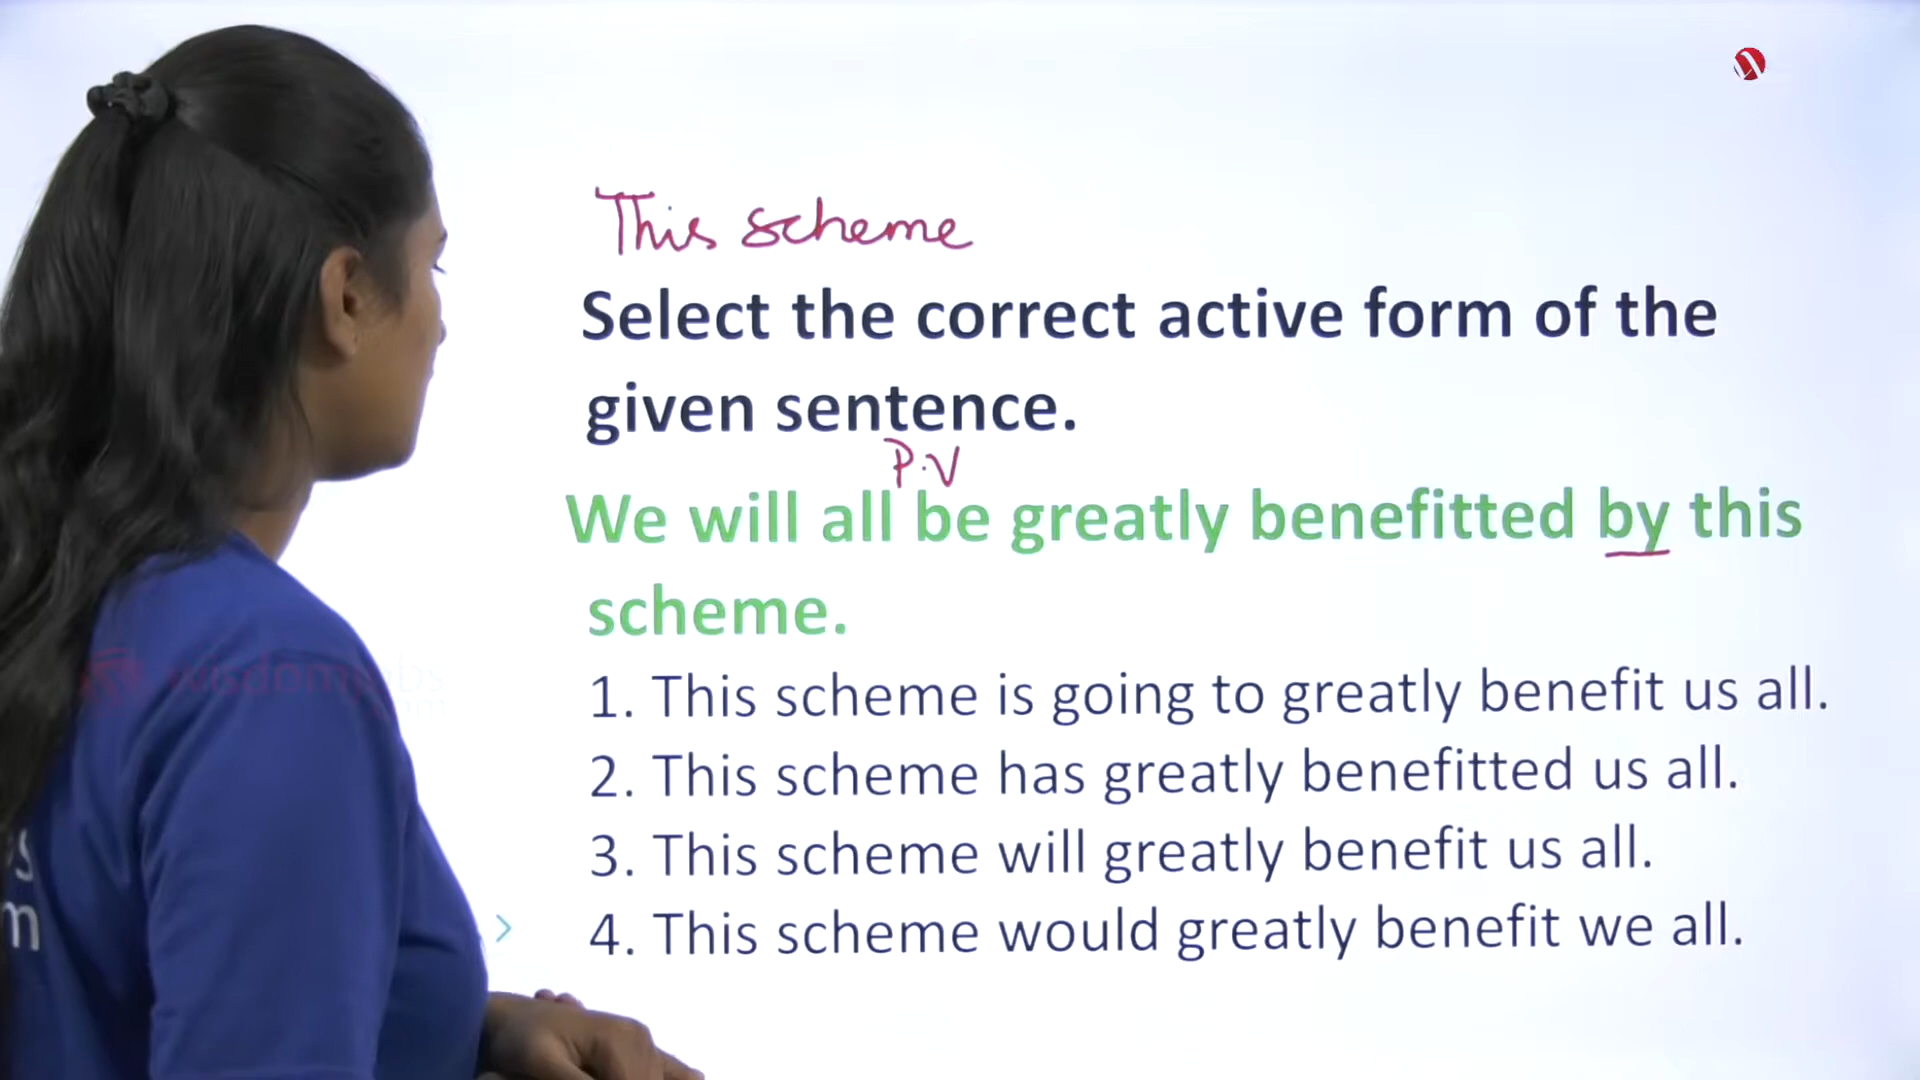 This scheme
Select the correct active form of the
given sentence.
P.V
We will all be greatly benefitted by this
scheme.
1. This scheme is going to greatly benefit us all.
2. This scheme has greatly benefitted us all.
3. This scheme will greatly benefit us all.
4. This scheme would greatly benefit we all.